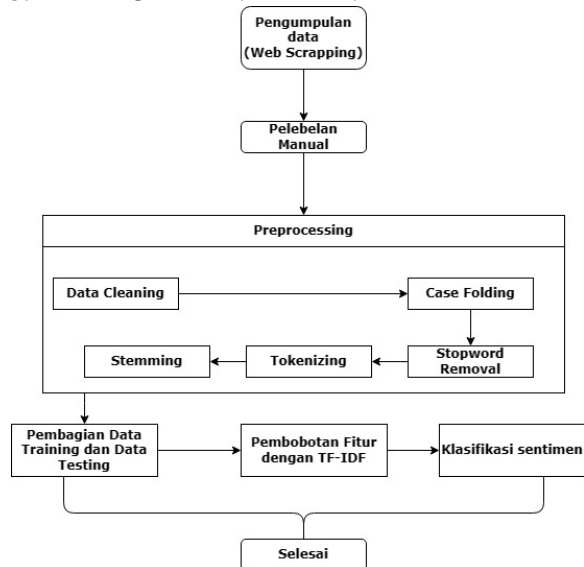 Pengumpulan
data
(Web Scrapping)
Pelebelan
Manual
Preprocessing
Data Cleaning
Case Folding
Stemming
Tokenizing
Stopword
Removal
Pembagian Data
Training dan Data
Testing
Pembobotan Fitur
dengan TF-IDF
Klasifikasi sentimen
Selesai